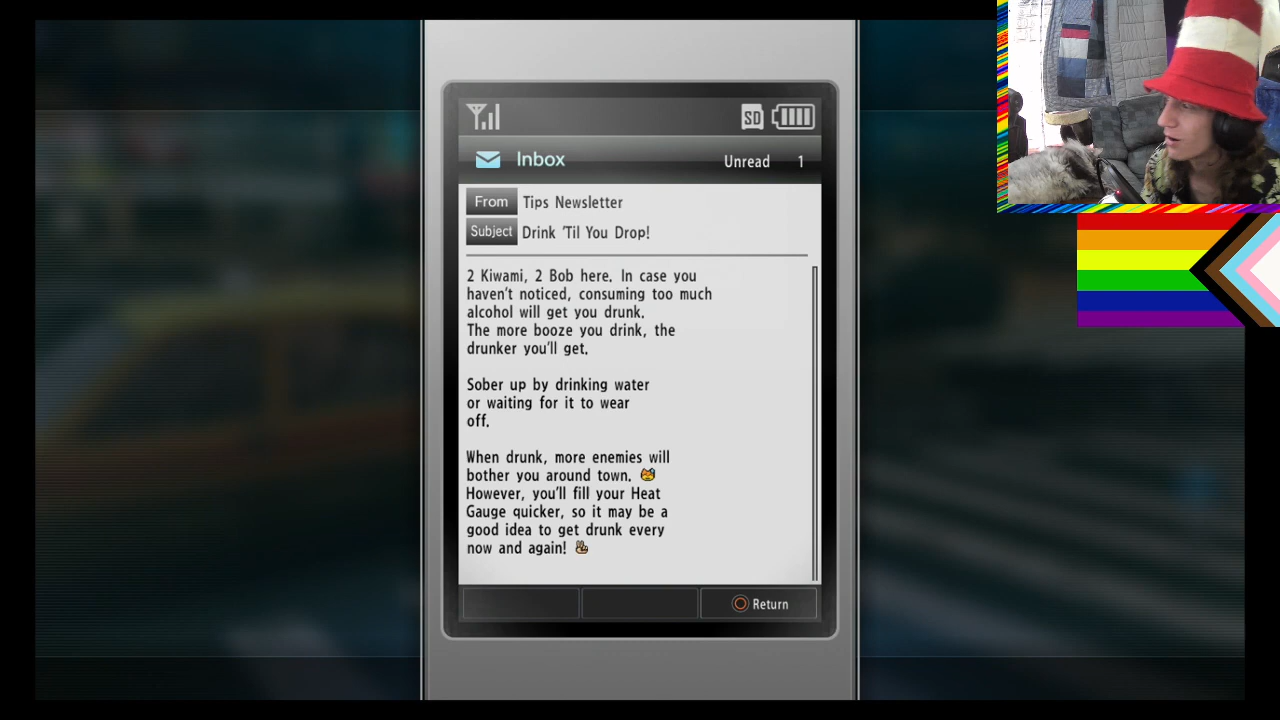 SD
Inbox
Unread 1
From Tips Newsletter
Subject Drink 'Til You Drop!
2 Kiwami, 2 Bob here. In case you
haven't noticed, consuming too much
alcohol will get you drunk.
The more booze you drink, the
drunker you'll get.
Sober up by drinking water
or waiting for it to wear
off.
When drunk, more enemies will
bother you around town.
However, you'll fill your Heat
Gauge quicker, so it may be a
good idea to get drunk every
now and again!
Return